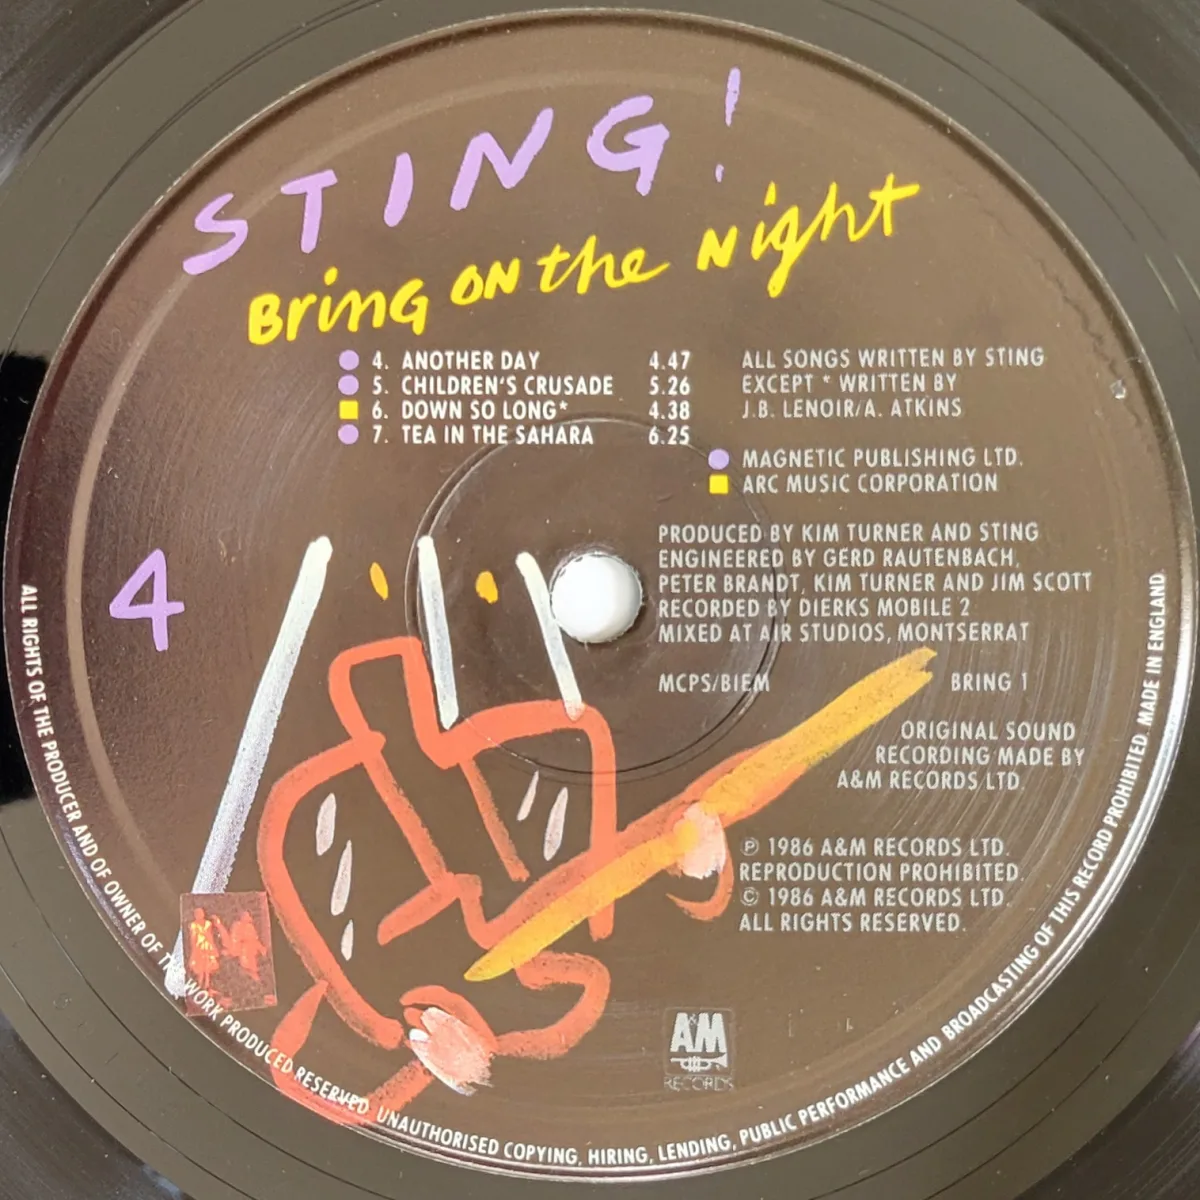 STING!
Bring on the Night
4. ANOTHER DAY 4.47
5. CHILDREN'S CRUSADE 5.26
6. DOWN SO LONG* 4.38
7. TEA IN THE SAHARA 6.25
ALL SONGS WRITTEN BY STING
EXCEPT * WRITTEN BY
J.B. LENOIR/A. ATKINS
MAGNETIC PUBLISHING LTD.
ARC MUSIC CORPORATION
4
PRODUCED BY KIM TURNER AND STING
ENGINEERED BY GERD RAUTENBACH,
PETER BRANDT, KIM TURNER AND JIM SCOTT
RECORDED BY DIERKS MOBILE 2
MIXED AT AIR STUDIOS, MONTSERRAT
MCPS/BIEM BRING 1
ORIGINAL SOUND
RECORDING MADE BY
A&M RECORDS LTD.
Ⓟ 1986 A&M RECORDS LTD.
REPRODUCTION PROHIBITED.
© 1986 A&M RECORDS LTD.
ALL RIGHTS RESERVED.
A&M
RECORDS
ALL RIGHTS OF THE PRODUCER AND OF OWNER OF THE WORK PRODUCED RESERVED. UNAUTHORISED COPYING, HIRING, LENDING, PUBLIC PERFORMANCE AND BROADCASTING OF THIS RECORD PROHIBITED. MADE IN ENGLAND.